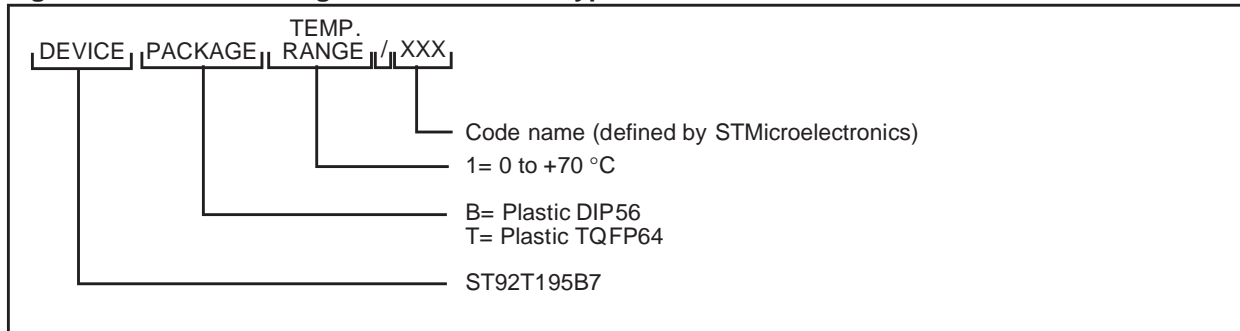 TEMP.
DEVICE PACKAGE RANGE / XXX
Code name (defined by STMicroelectronics)
1= 0 to +70 °C
B= Plastic DIP56
T= Plastic TQFP64
ST92T195B7